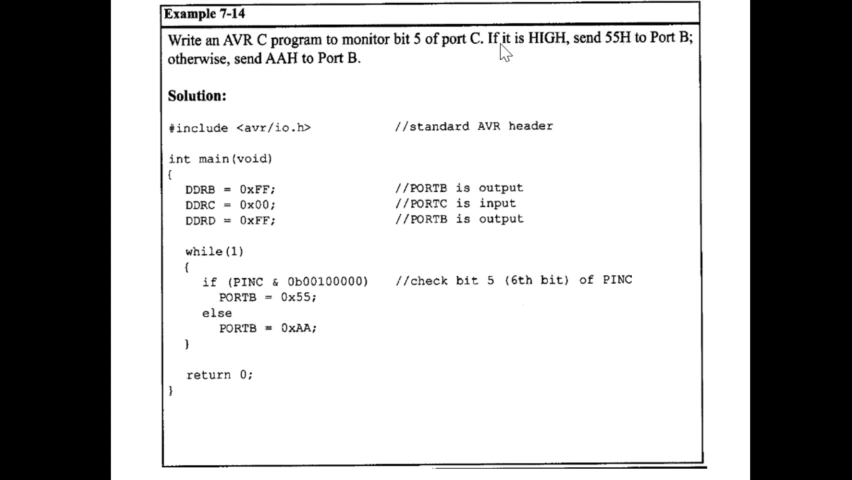 Example 7-14
Write an AVR C program to monitor bit 5 of port C. If it is HIGH, send 55H to Port B;
otherwise, send AAH to Port B.
Solution:
#include <avr/io.h> //standard AVR header
int main(void)
{
DDRB = 0xFF; //PORTB is output
DDRC = 0x00; //PORTC is input
DDRD = 0xFF; //PORTB is output
while(1)
{
if (PINC & 0b00100000) //check bit 5 (6th bit) of PINC
PORTB = 0x55;
else
PORTB = 0xAA;
}
return 0;
}